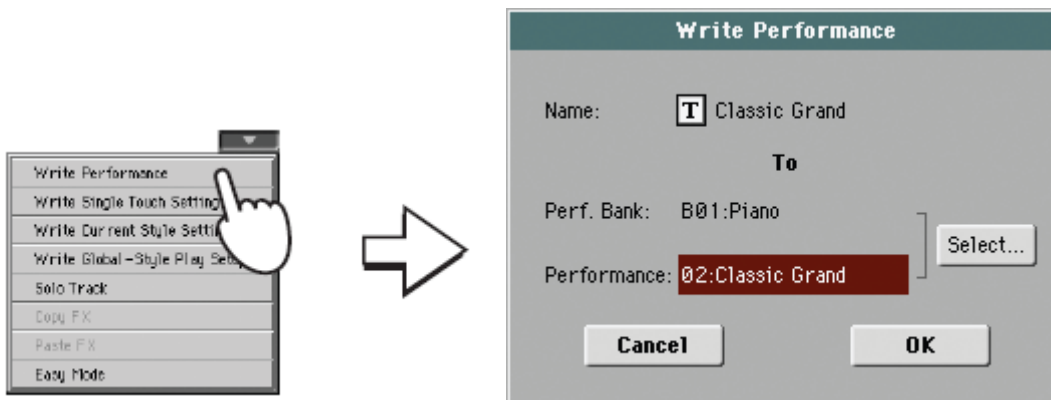 Write Performance
Write Single Touch Setting
Write Current Style Setti
Write Global-Style Play Setup
Solo Track
Copy FX
Paste FX
Easy Mode
Write Performance
Name: T Classic Grand
To
Perf. Bank: B01:Piano
Select...
Performance: 02:Classic Grand
Cancel OK